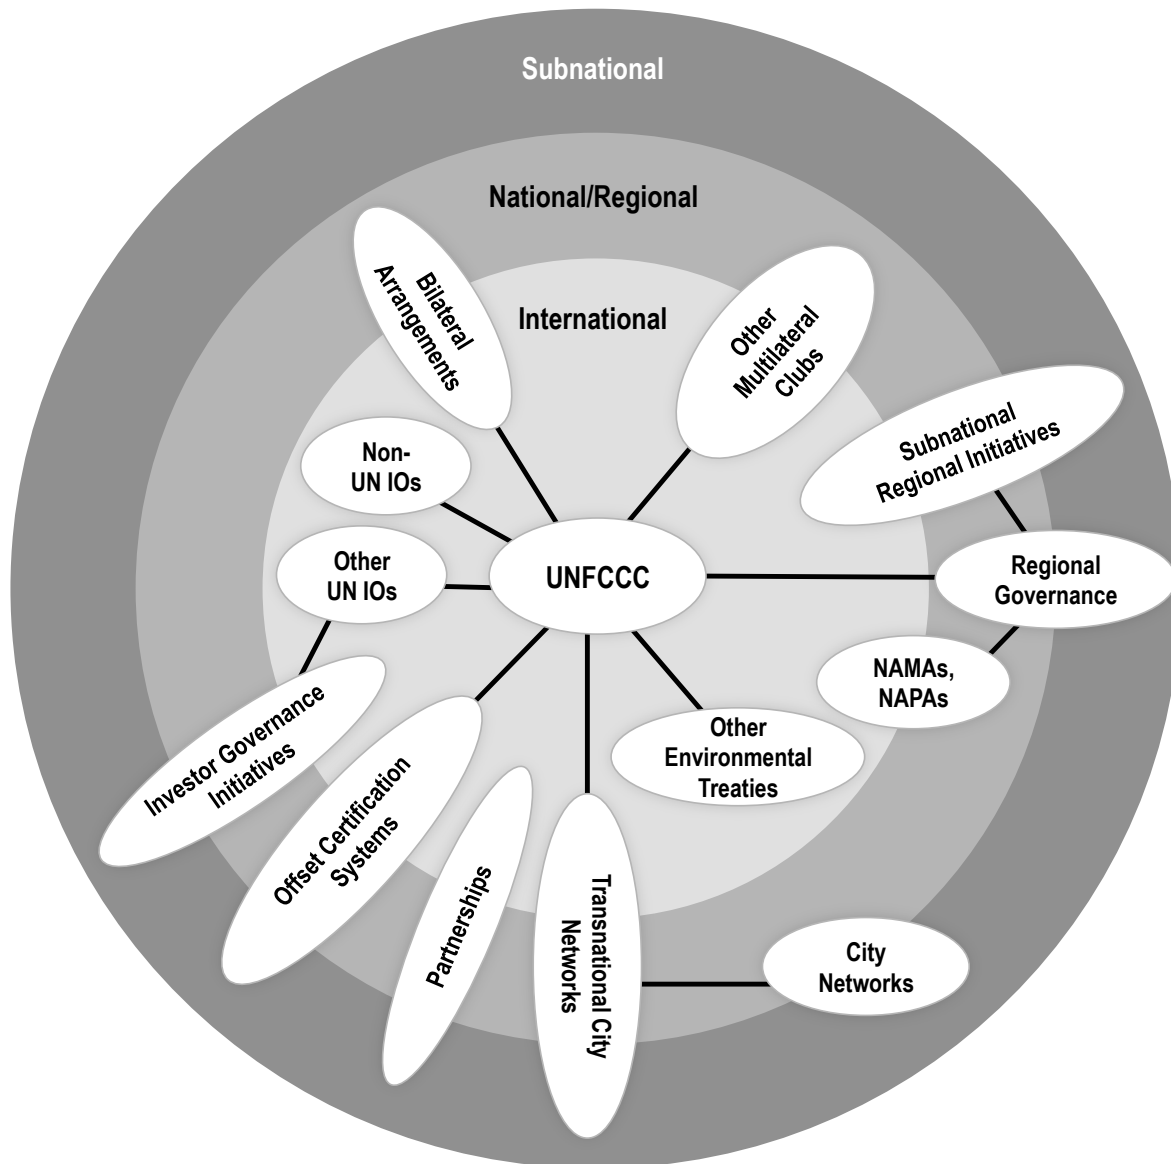 Subnational
National/Regional
International
Bilateral
Arrangements
Other
Multilateral
Clubs
Subnational
Regional Initiatives
Non-
UN IOs
Other
UN IOs
UNFCCC
Regional
Governance
NAMAs,
NAPAs
Investor Governance
Initiatives
Offset Certification
Systems
Partnerships
Transnational City
Networks
Other
Environmental
Treaties
City
Networks